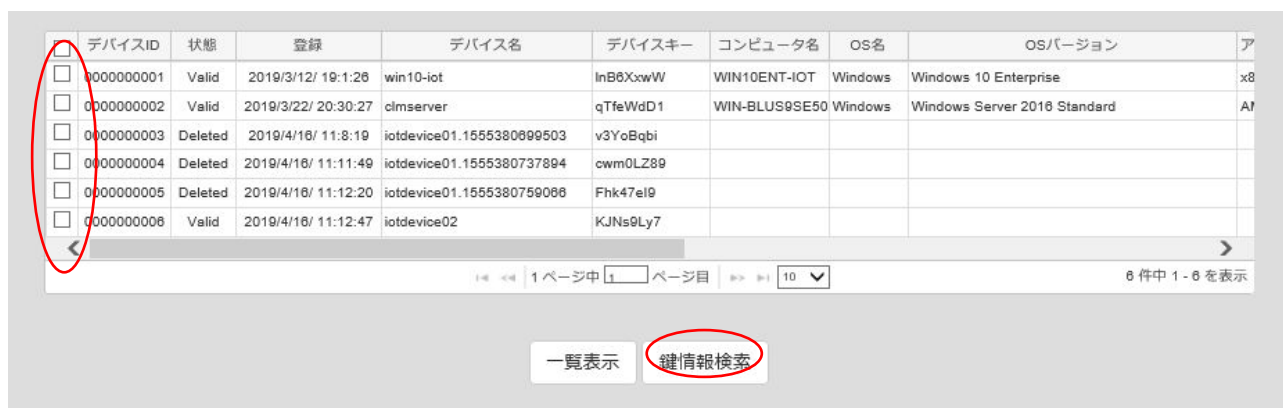 デバイスID 状態 登録 デバイス名 デバイスキー コンピュータ名 OS名 OSバージョン ア
0000000001 Valid 2019/3/12/ 19:1:26 win10-iot InB6XxwW WIN10ENT-IOT Windows Windows 10 Enterprise x8
0000000002 Valid 2019/3/22/ 20:30:27 clmserver qTfeWdD1 WIN-BLUS9SE50 Windows Windows Server 2016 Standard AM
0000000003 Deleted 2019/4/16/ 11:8:19 iotdevice01.1555380699503 v3YoBqbi
0000000004 Deleted 2019/4/16/ 11:11:49 iotdevice01.1555380737894 cwm0LZ89
0000000005 Deleted 2019/4/16/ 11:12:20 iotdevice01.1555380759066 Fhk47eI9
0000000006 Valid 2019/4/16/ 11:12:47 iotdevice02 KJNs9Ly7
1 ページ中 1 ページ目 10 6 件中 1 - 6 を表示
一覧表示 鍵情報検索